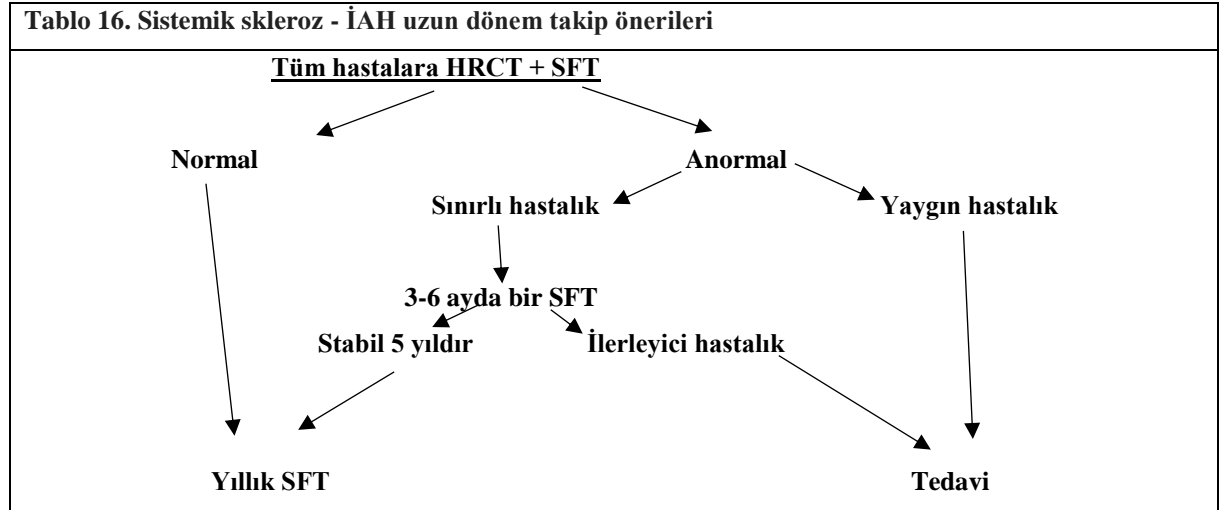 Tablo 16. Sistemik skleroz - İAH uzun dönem takip önerileri
Tüm hastalara HRCT + SFT
Normal
Anormal
Sınırlı hastalık
Yaygın hastalık
3-6 ayda bir SFT
Stabil 5 yıldır
İlerleyici hastalık
Yıllık SFT
Tedavi